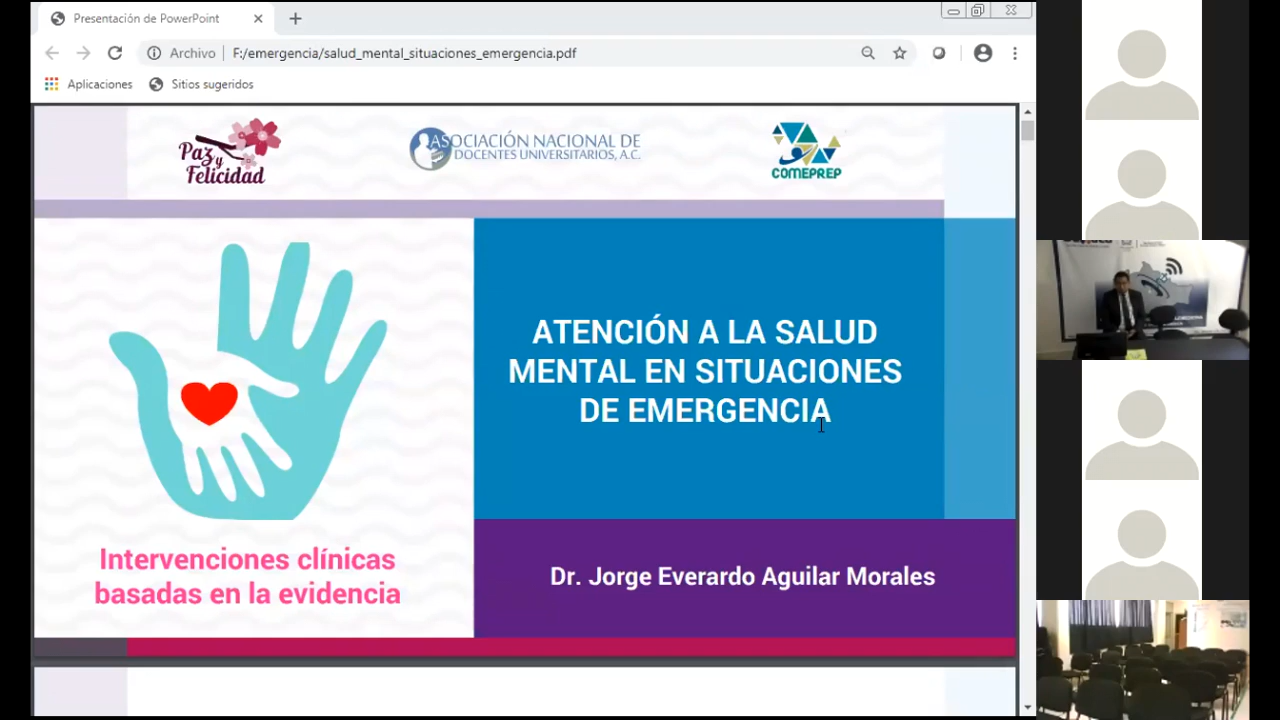 Presentación de PowerPoint
Archivo
F:/emergencia/salud_mental_situaciones_emergencia.pdf
Aplicaciones
Sitios sugeridos
Paz y
Felicidad
ASOCIACIÓN NACIONAL DE
DOCENTES UNIVERSITARIOS, A.C.
COMEPREP
ATENCIÓN A LA SALUD
MENTAL EN SITUACIONES
DE EMERGENCIA
Intervenciones clínicas
basadas en la evidencia
Dr. Jorge Everardo Aguilar Morales